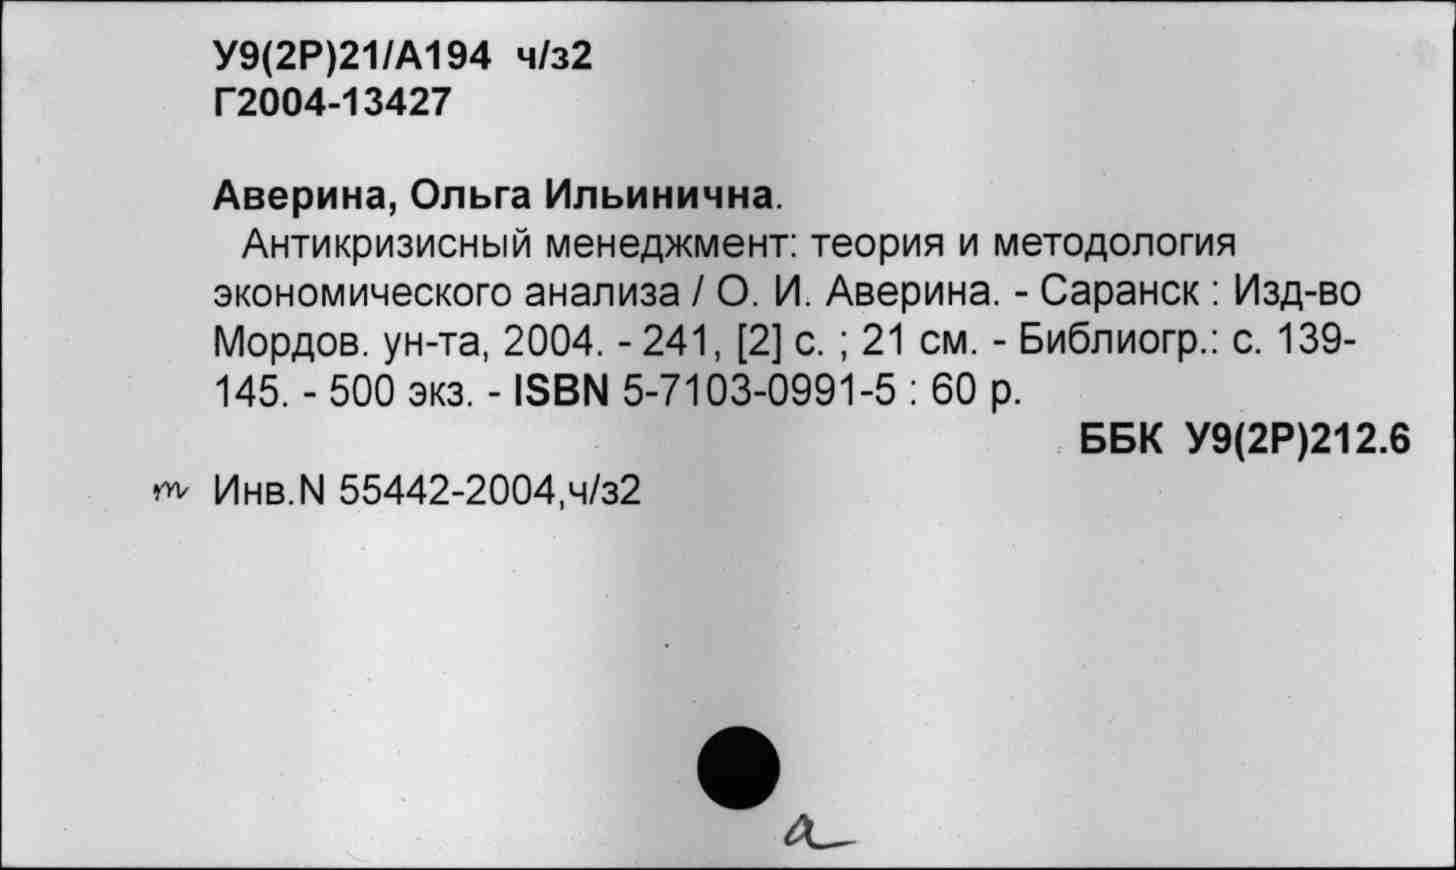 У9(2Р)21/А194 ч/з2
Г2004-13427
Аверина, Ольга Ильинична.
Антикризисный менеджмент: теория и методология
экономического анализа / О. И. Аверина. - Саранск : Изд-во
Мордов. ун-та, 2004. - 241, [2] с. ; 21 см. - Библиогр.: с. 139-
145. - 500 экз. - ISBN 5-7103-0991-5 : 60 р.
ББК У9(2Р)212.6
Инв.N 55442-2004,ч/з2